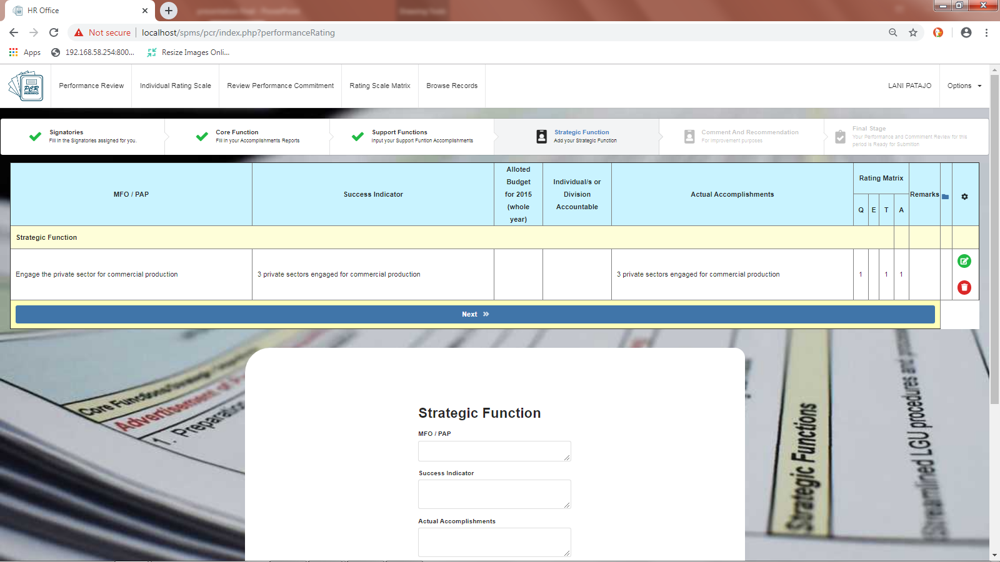 HR Office
Not secure
localhost/spms/pcr/index.php?performanceRating
Apps
192.168.58.254:800...
Resize Images Onli...
PCR
HRMO
Performance Review
Individual Rating Scale
Review Performance Commitment
Rating Scale Matrix
Browse Records
LANI PATAJO
Options
Signatories
Fill in the Signatories assigned for you.
Core Function
Fill in your Accomplishments Reports
Support Functions
Input your Support Funtion Accomplishments
Strategic Function
Add your Strategic Function
Comment And Recommendation
For improvement purposes
Final Stage
Your Performance and Commiment Review for this
period is Ready for Submition
MFO / PAP
Success Indicator
Alloted
Budget
for 2015
(whole
year)
Individual/s or
Division
Accountable
Actual Accomplishments
Rating Matrix
Q E T A
Remarks
Strategic Function
Engage the private sector for commercial production
3 private sectors engaged for commercial production
3 private sectors engaged for commercial production
1 1 1
Next
Strategic Function
MFO / PAP
Success Indicator
Actual Accomplishments
Core Functions/
Advertisement of
1. Preparation
Strategic Functions
Streamlined LGU procedures and